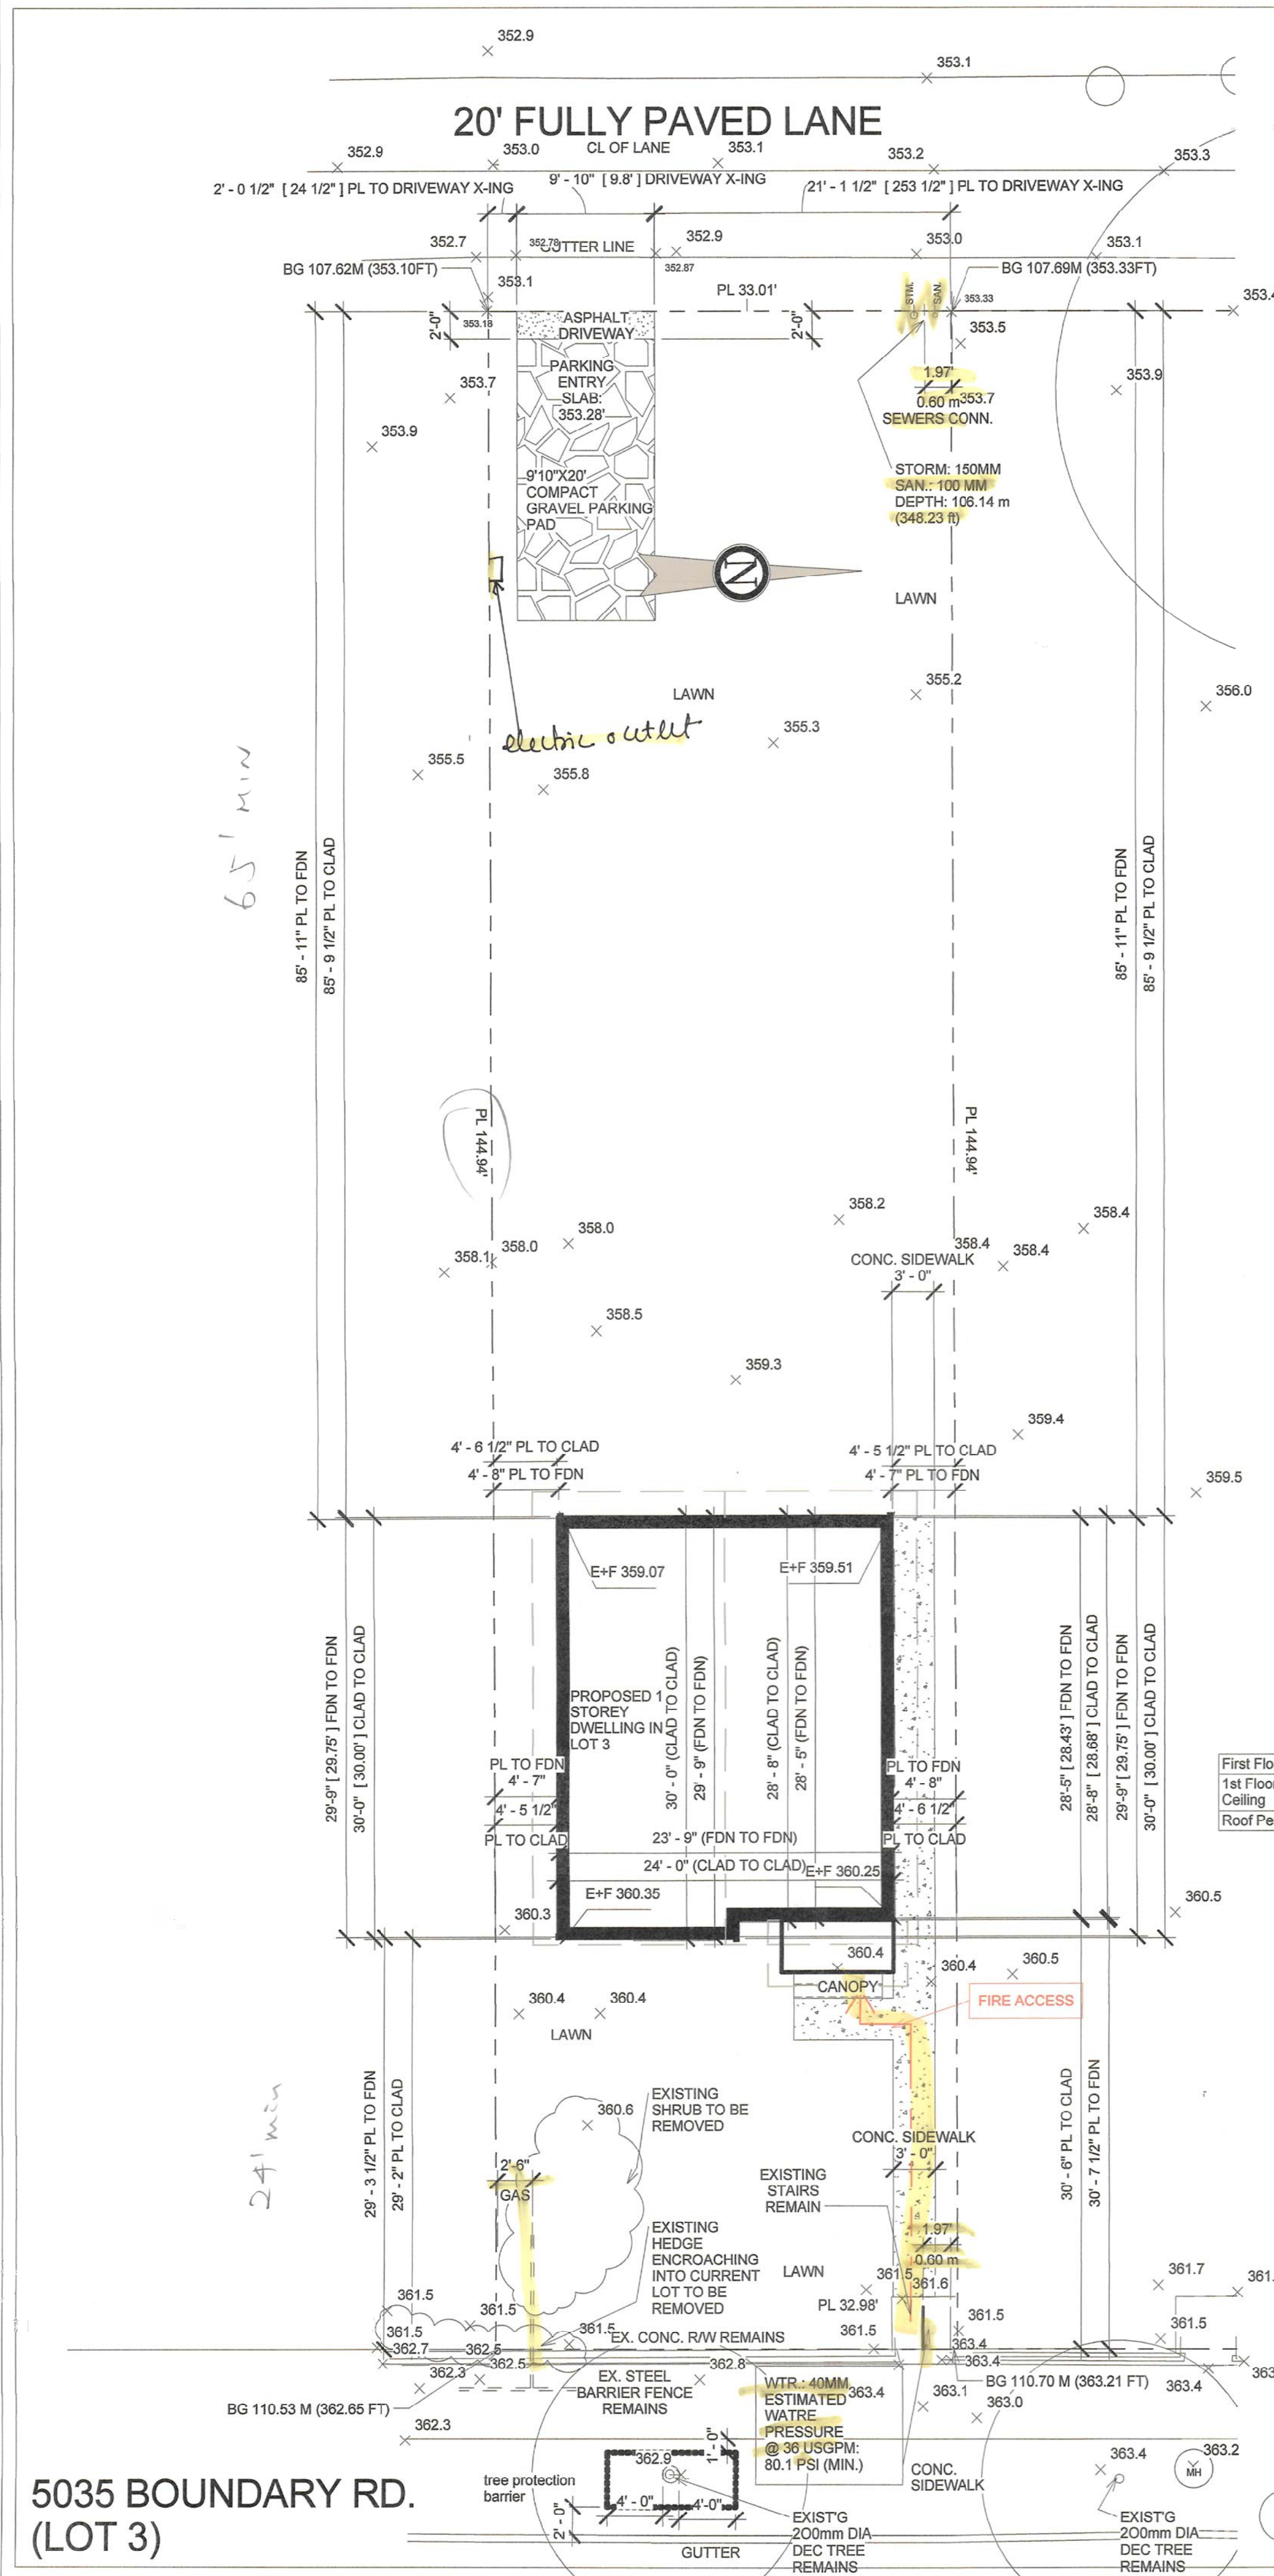 352.9
353.1
20' FULLY PAVED LANE
CL OF LANE
352.9
353.0
353.1
353.2
353.3
2' - 0 1/2" [ 24 1/2" ] PL TO DRIVEWAY X-ING
9' - 10" [ 9.8' ] DRIVEWAY X-ING
21' - 1 1/2" [ 253 1/2" ] PL TO DRIVEWAY X-ING
352.7
352.78
GUTTER LINE
352.9
353.0
353.1
352.87
BG 107.62M (353.10FT)
BG 107.69M (353.33FT)
353.1
PL 33.01'
STM.
SAN.
353.33
353.18
2'-0"
ASPHALT
DRIVEWAY
2'-0"
353.5
PARKING
ENTRY
SLAB:
353.28'
353.7
353.9
353.9
1.97'
0.60 m
353.7
SEWERS CONN.
STORM: 150MM
SAN.: 100 MM
DEPTH: 106.14 m
(348.23 ft)
9'10"X20'
COMPACT
GRAVEL PARKING
PAD
N
LAWN
LAWN
355.2
356.0
electric outlet
355.3
355.5
355.8
65' MIN
85' - 11" PL TO FDN
85' - 9 1/2" PL TO CLAD
85' - 11" PL TO FDN
85' - 9 1/2" PL TO CLAD
PL 144.94'
PL 144.94'
358.2
358.4
358.0
358.1
358.0
358.4
358.4
CONC. SIDEWALK
3' - 0"
358.5
359.3
359.4
359.5
4' - 6 1/2" PL TO CLAD
4' - 8" PL TO FDN
4' - 5 1/2" PL TO CLAD
4' - 7" PL TO FDN
E+F 359.07
E+F 359.51
29'-9" [ 29.75' ] FDN TO FDN
30'-0" [ 30.00' ] CLAD TO CLAD
PROPOSED 1
STOREY
DWELLING IN
LOT 3
30' - 0" (CLAD TO CLAD)
29' - 9" (FDN TO FDN)
28' - 8" (CLAD TO CLAD)
28' - 5" (FDN TO FDN)
28'-5" [ 28.43' ] FDN TO FDN
28'-8" [ 28.68' ] CLAD TO CLAD
29'-9" [ 29.75' ] FDN TO FDN
30'-0" [ 30.00' ] CLAD TO CLAD
First Flo
1st Floor
Ceiling
Roof Pe
PL TO FDN
4' - 7"
4' - 5 1/2"
PL TO CLAD
PL TO FDN
4' - 8"
4' - 6 1/2"
PL TO CLAD
23' - 9" (FDN TO FDN)
24' - 0" (CLAD TO CLAD)
E+F 360.25
E+F 360.35
360.3
360.5
360.4
360.4
360.5
CANOPY
FIRE ACCESS
360.4
360.4
LAWN
24' min
29' - 3 1/2" PL TO FDN
29' - 2" PL TO CLAD
30' - 6" PL TO CLAD
30' - 7 1/2" PL TO FDN
360.6
EXISTING
SHRUB TO BE
REMOVED
CONC. SIDEWALK
3' - 0"
2'-6"
GAS
EXISTING
STAIRS
REMAIN
EXISTING
HEDGE
ENCROACHING
INTO CURRENT
LOT TO BE
REMOVED
1.97'
0.60 m
LAWN
361.5
361.6
361.7
361.
PL 32.98'
361.5
361.5
361.5
361.5
361.5
361.5
361.5
EX. CONC. R/W REMAINS
362.7
362.5
363.4
363.4
362.3
362.5
362.8
363.4
363
EX. STEEL
BARRIER FENCE
REMAINS
BG 110.53 M (362.65 FT)
BG 110.70 M (363.21 FT)
WTR.: 40MM
ESTIMATED
WATRE
PRESSURE
@ 36 USGPM:
80.1 PSI (MIN.)
363.4
363.1
363.0
362.3
362.9
1'- 0"
363.4
363.2
MH
CONC.
SIDEWALK
tree protection
barrier
4' - 0"
4'-0"
2' - 0"
5035 BOUNDARY RD.
(LOT 3)
GUTTER
EXIST'G
200mm DIA
DEC TREE
REMAINS
EXIST'G
200mm DIA
DEC TREE
REMAINS